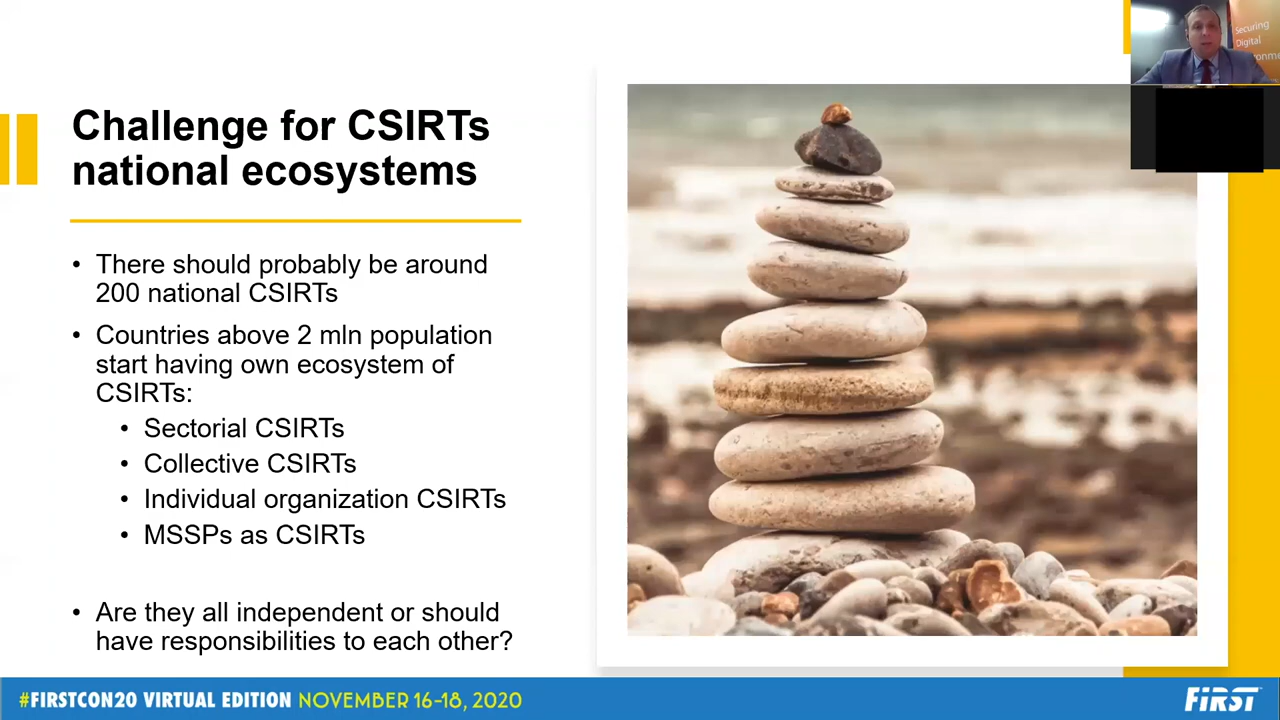 Challenge for CSIRTs
national ecosystems
• There should probably be around
200 national CSIRTs
• Countries above 2 mln population
start having own ecosystem of
CSIRTs:
• Sectorial CSIRTs
• Collective CSIRTs
• Individual organization CSIRTs
• MSSPs as CSIRTs
• Are they all independent or should
have responsibilities to each other?
Securing
Digital
#FIRSTCON20 VIRTUAL EDITION NOVEMBER 16-18, 2020
FiRST